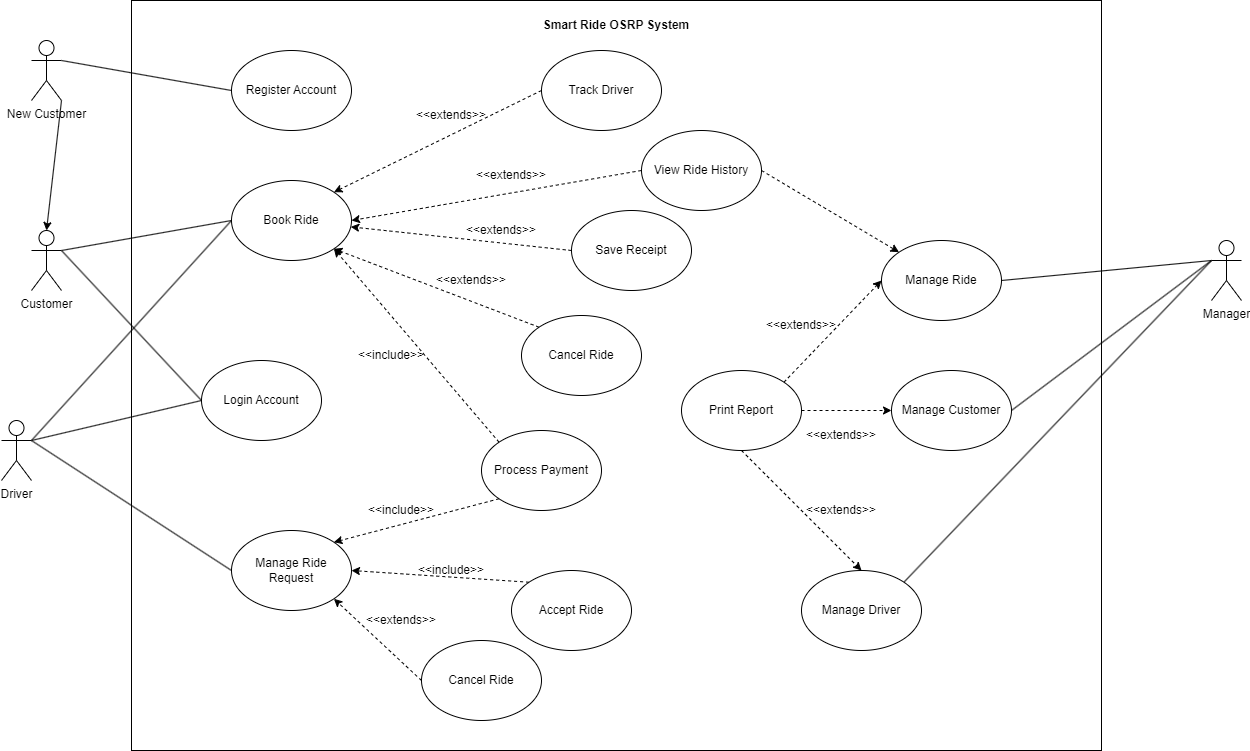 Smart Ride OSRP System
New Customer
Register Account
Track Driver
<<extends>>
View Ride History
<<extends>>
Book Ride
<<extends>>
Save Receipt
Customer
<<extends>>
Manage Ride
Manager
<<extends>>
<<include>>
Cancel Ride
Login Account
Print Report
Manage Customer
<<extends>>
Driver
Process Payment
<<include>>
<<extends>>
Manage Ride
Request
<<include>>
Accept Ride
Manage Driver
<<extends>>
Cancel Ride